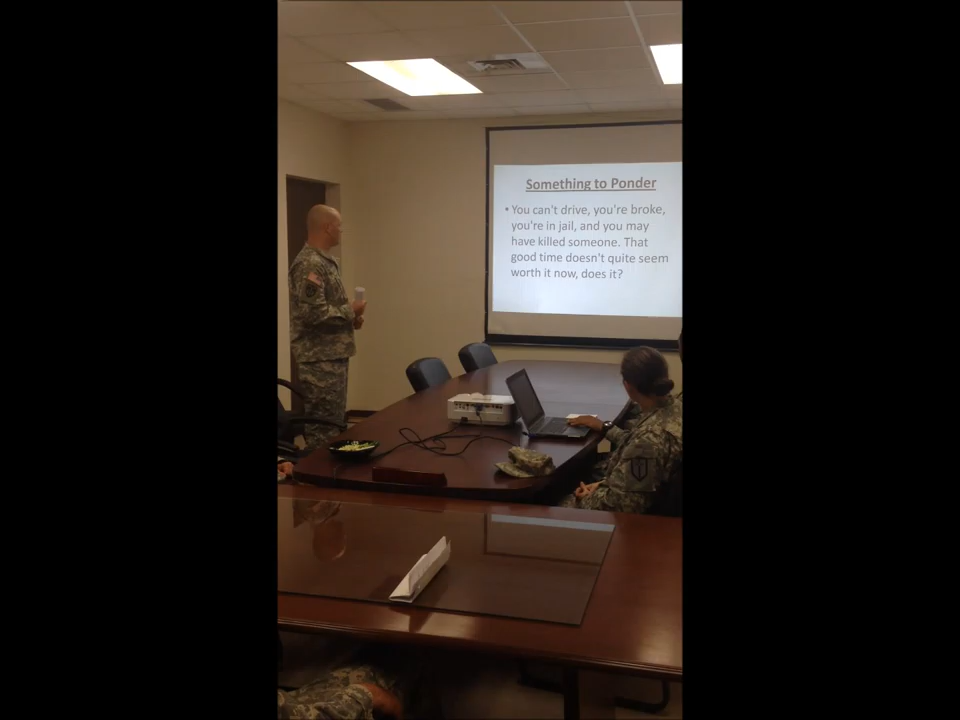 Something to Ponder
• You can't drive, you're broke,
you're in jail, and you may
have killed someone. That
good time doesn't quite seem
worth it now, does it?